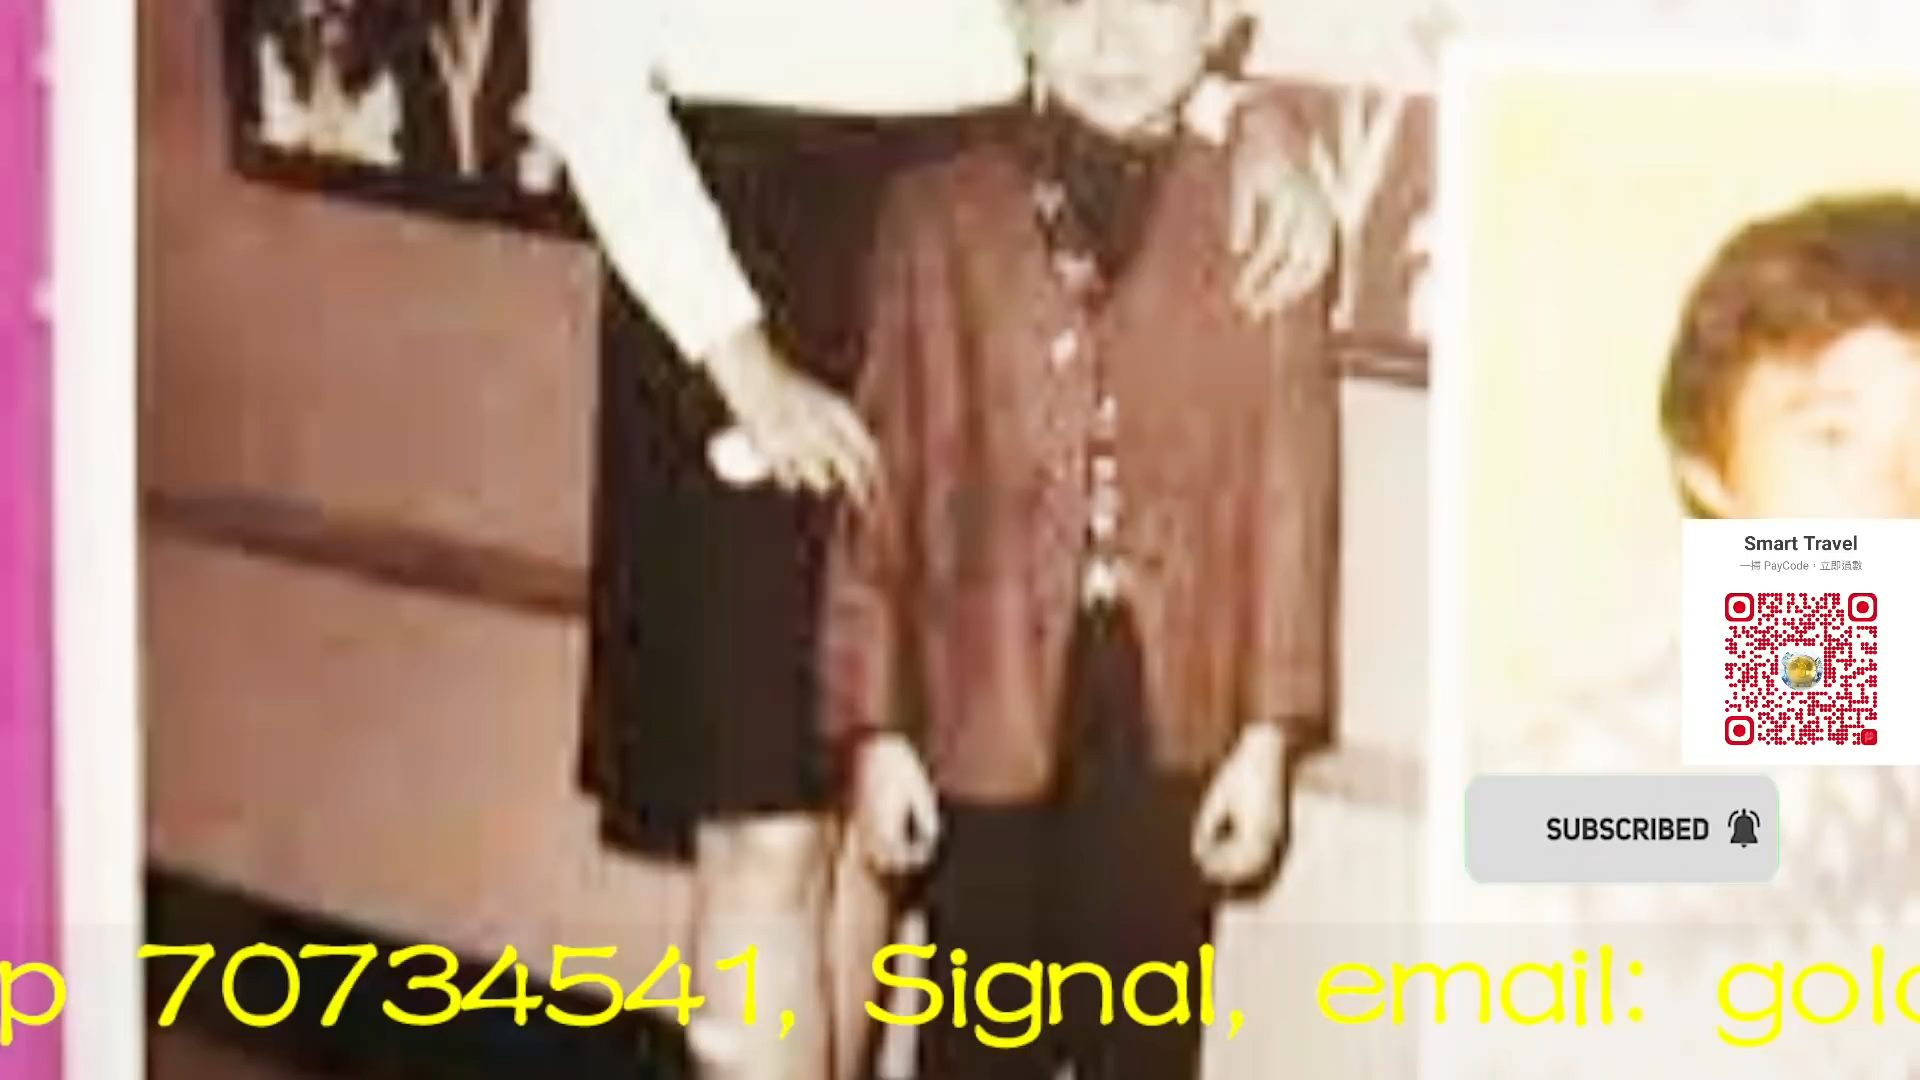 Smart Travel
一掃 PayCode，立即過數
SUBSCRIBED
p 70734541, Signal, email: gold